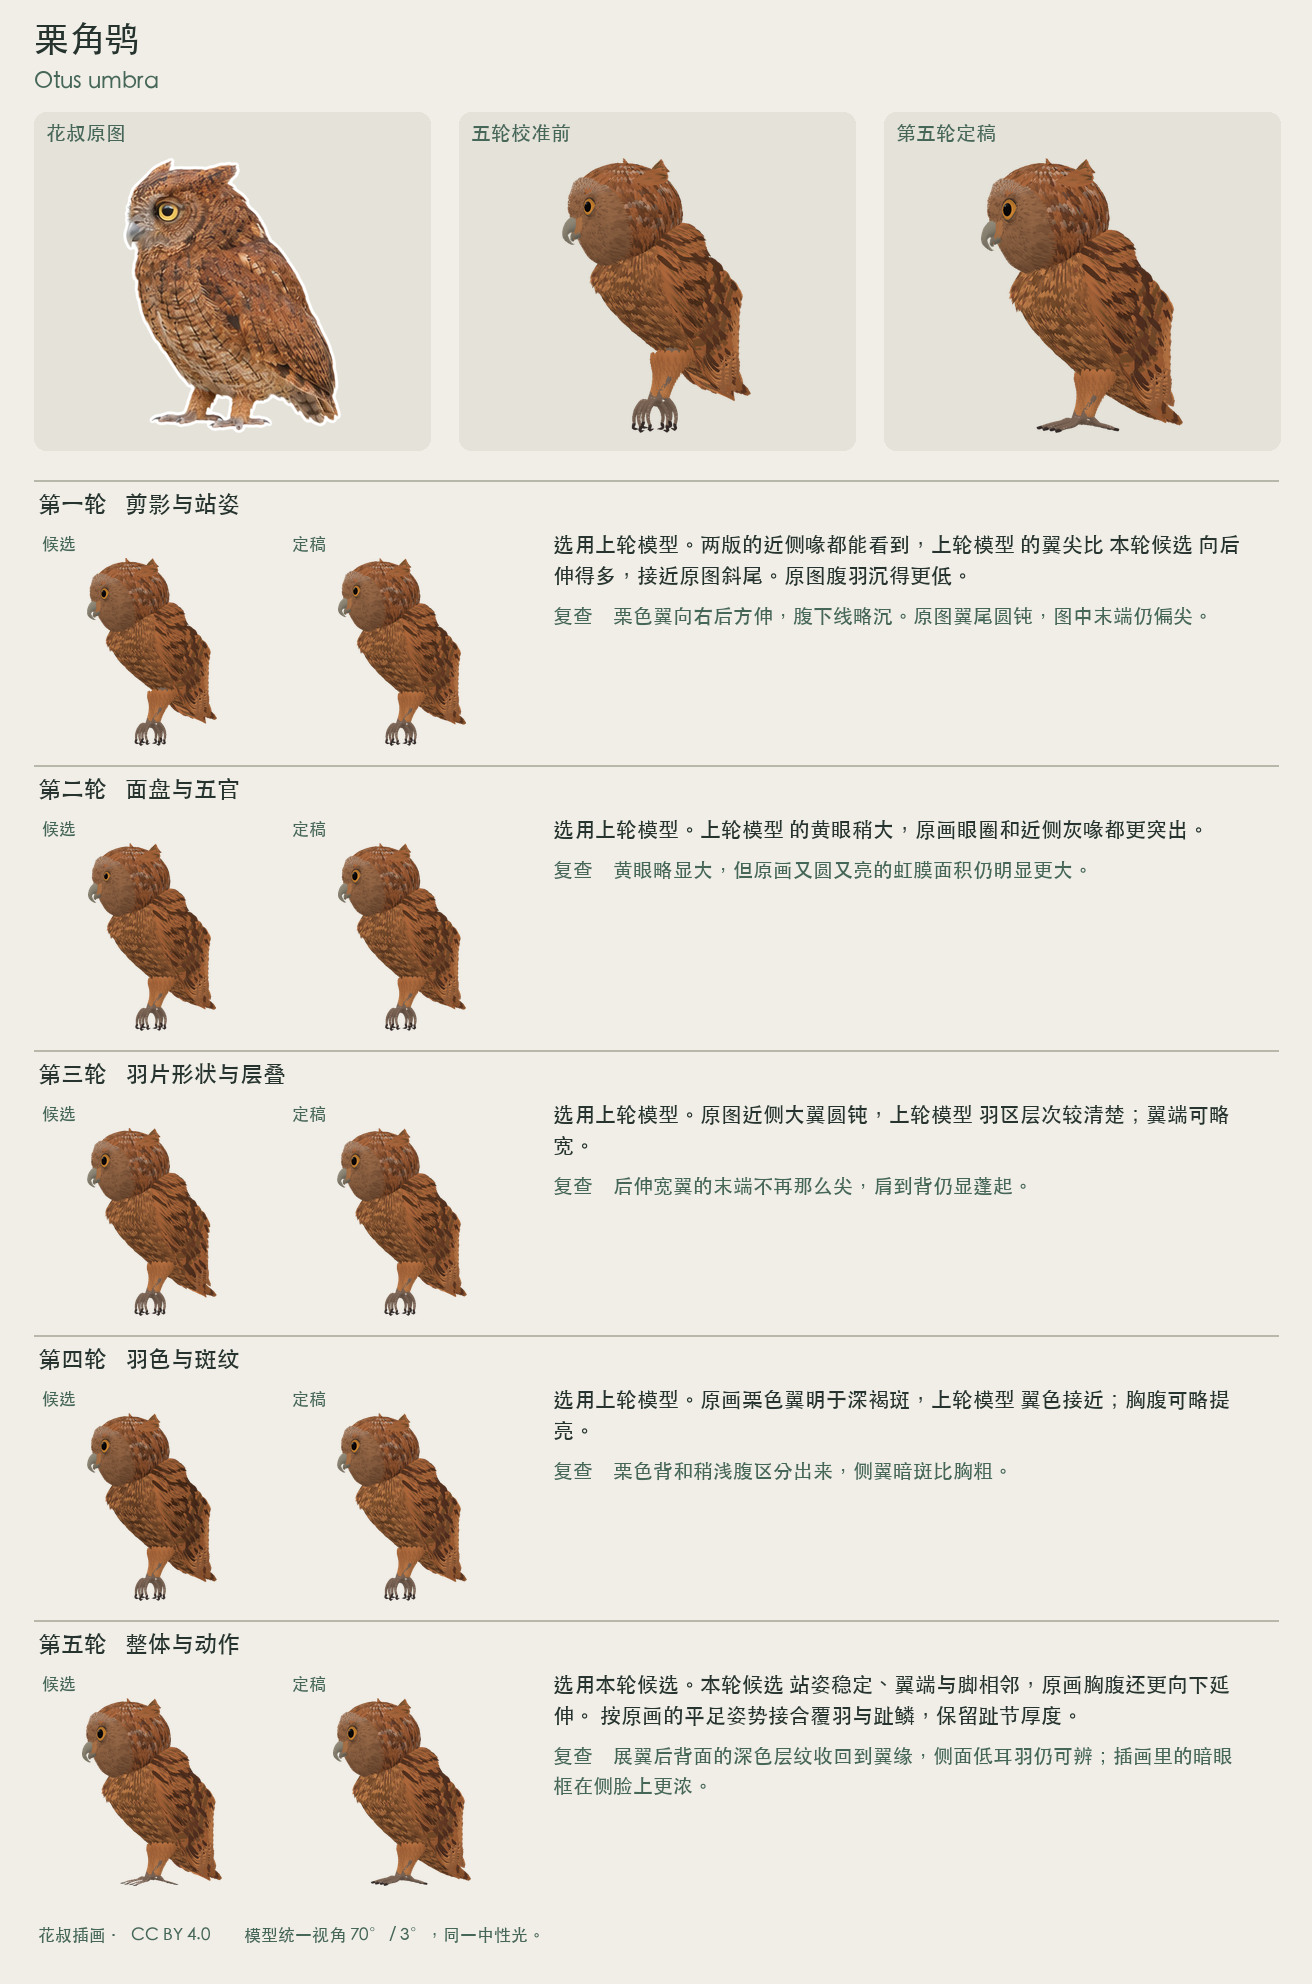 栗角鸮
Otus umbra
花叔原图
五轮校准前
第五轮定稿
第一轮 剪影与站姿
候选
定稿
选用上轮模型。两版的近侧喙都能看到，上轮模型 的翼尖比 本轮候选 向后
伸得多，接近原图斜尾。原图腹羽沉得更低。
复查 栗色翼向右后方伸，腹下线略沉。原图翼尾圆钝，图中末端仍偏尖。
第二轮 面盘与五官
候选
定稿
选用上轮模型。上轮模型 的黄眼稍大，原画眼圈和近侧灰喙都更突出。
复查 黄眼略显大，但原画又圆又亮的虹膜面积仍明显更大。
第三轮 羽片形状与层叠
候选
定稿
选用上轮模型。原图近侧大翼圆钝，上轮模型 羽区层次较清楚；翼端可略
宽。
复查 后伸宽翼的末端不再那么尖，肩到背仍显蓬起。
第四轮 羽色与斑纹
候选
定稿
选用上轮模型。原画栗色翼明于深褐斑，上轮模型 翼色接近；胸腹可略提
亮。
复查 栗色背和稍浅腹区分出来，侧翼暗斑比胸粗。
第五轮 整体与动作
候选
定稿
选用本轮候选。本轮候选 站姿稳定、翼端与脚相邻，原画胸腹还更向下延
伸。 按原画的平足姿势接合覆羽与趾鳞，保留趾节厚度。
复查 展翼后背面的深色层纹收回到翼缘，侧面低耳羽仍可辨；插画里的暗眼
框在侧脸上更浓。
花叔插画 · CC BY 4.0 模型统一视角 70° / 3° ，同一中性光。